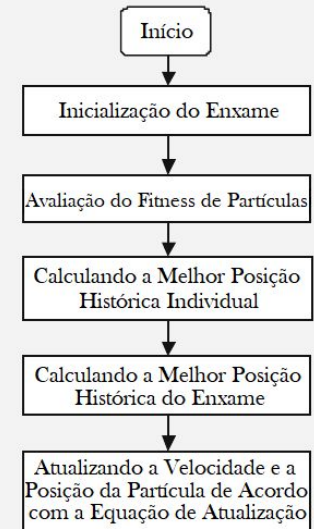 Início
Inicialização do Enxame
Avaliação do Fitness de Partículas
Calculando a Melhor Posição
Histórica Individual
Calculando a Melhor Posição
Histórica do Enxame
Atualizando a Velocidade e a
Posição da Partícula de Acordo
com a Equação de Atualização